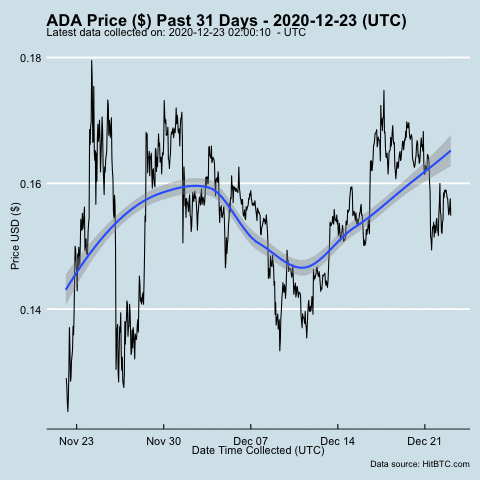 ADA Price ($) Past 31 Days - 2020-12-23 (UTC)
Latest data collected on: 2020-12-23 02:00:10 - UTC
0.18
0.16
0.14
Price USD ($)
Nov 23 Nov 30 Dec 07 Dec 14 Dec 21
Date Time Collected (UTC)
Data source: HitBTC.com